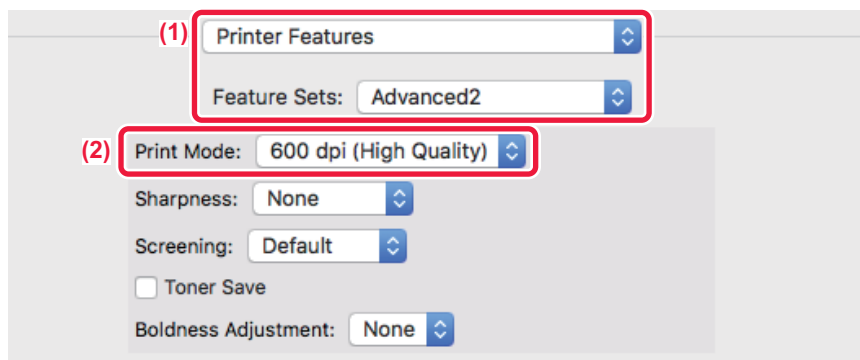 (1) Printer Features
Feature Sets: Advanced2
(2) Print Mode: 600 dpi (High Quality)
Sharpness: None
Screening: Default
Toner Save
Boldness Adjustment: None